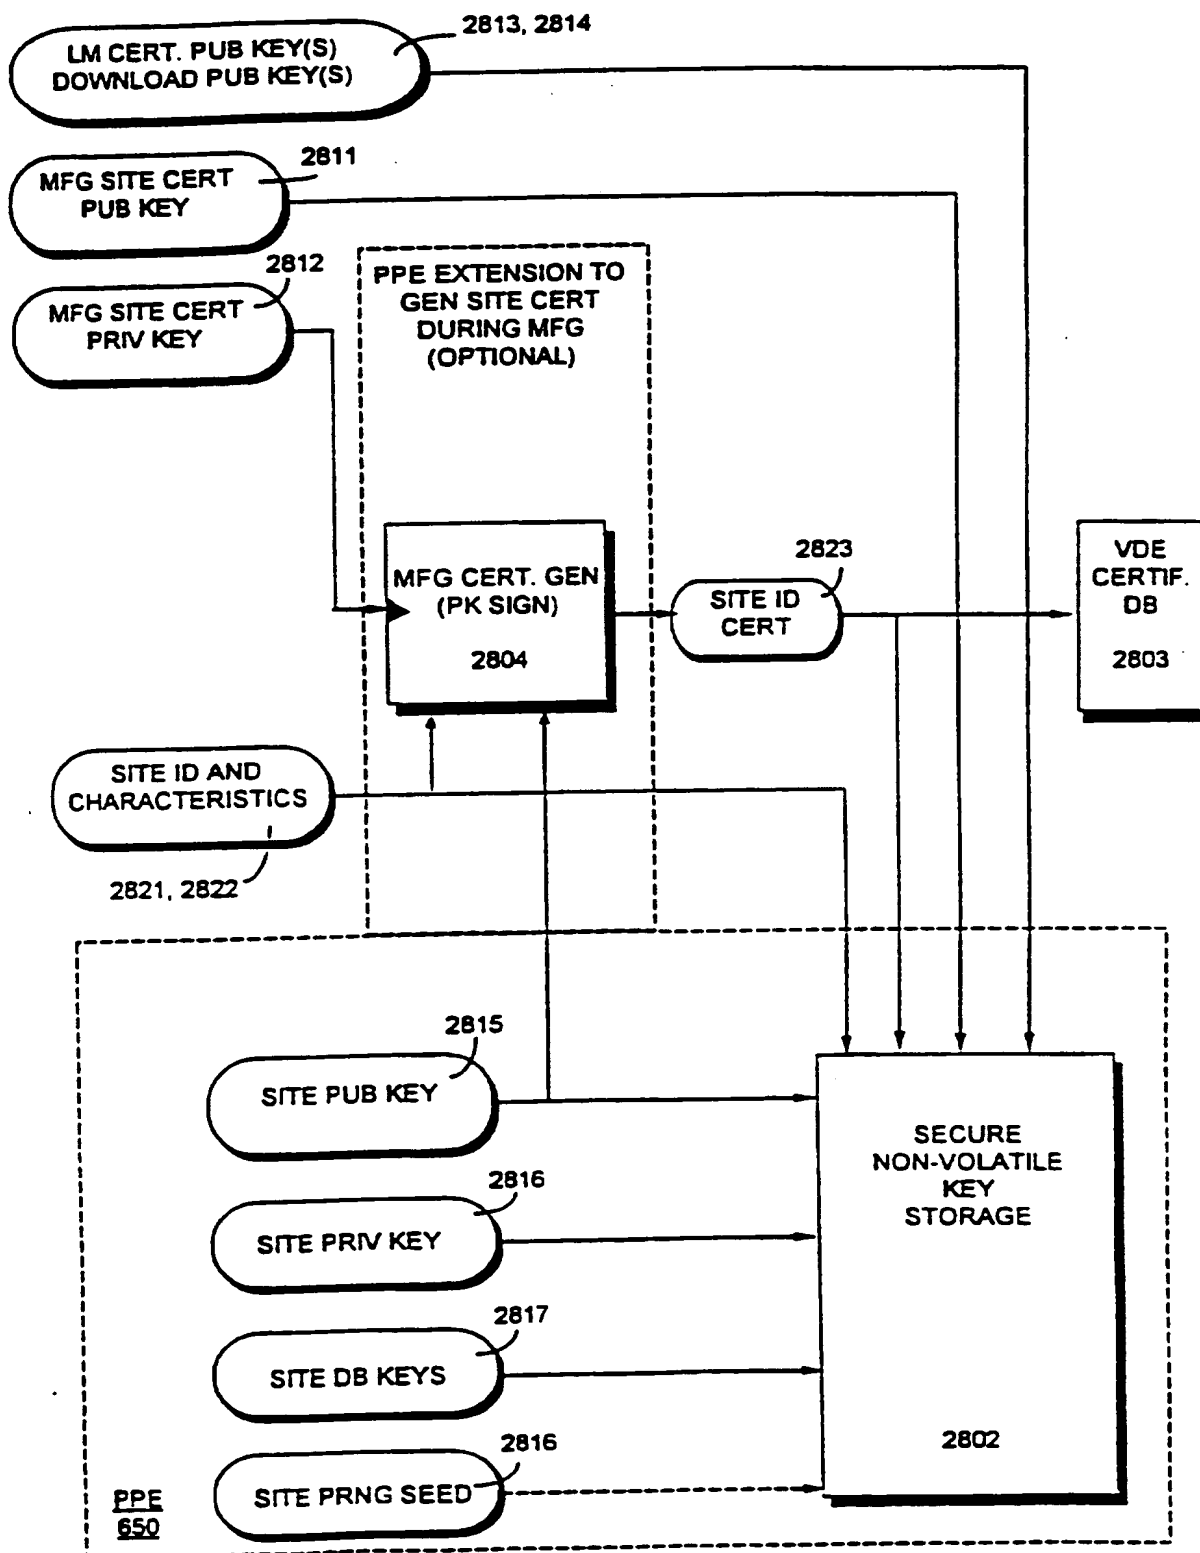 2813, 2814
LM CERT. PUB KEY(S)
DOWNLOAD PUB KEY(S)
2811
MFG SITE CERT
PUB KEY
2812
MFG SITE CERT
PRIV KEY
PPE EXTENSION TO
GEN SITE CERT
DURING MFG
(OPTIONAL)
MFG CERT. GEN
(PK SIGN)
2804
2823
SITE ID
CERT
VDE
CERTIF.
DB
2803
SITE ID AND
CHARACTERISTICS
2821, 2822
2815
SITE PUB KEY
2816
SITE PRIV KEY
2817
SITE DB KEYS
2816
SITE PRNG SEED
SECURE
NON-VOLATILE
KEY
STORAGE
2802
PPE
650